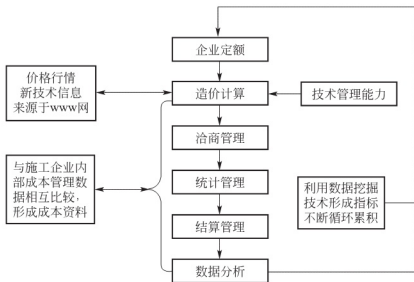 企业定额
价格行情
新技术信息
来源于www网
造价计算
技术管理能力
洽商管理
与施工企业内
部成本管理数
据相互比较，
形成成本资料
统计管理
利用数据挖掘
技术形成指标
不断循环累积
结算管理
数据分析